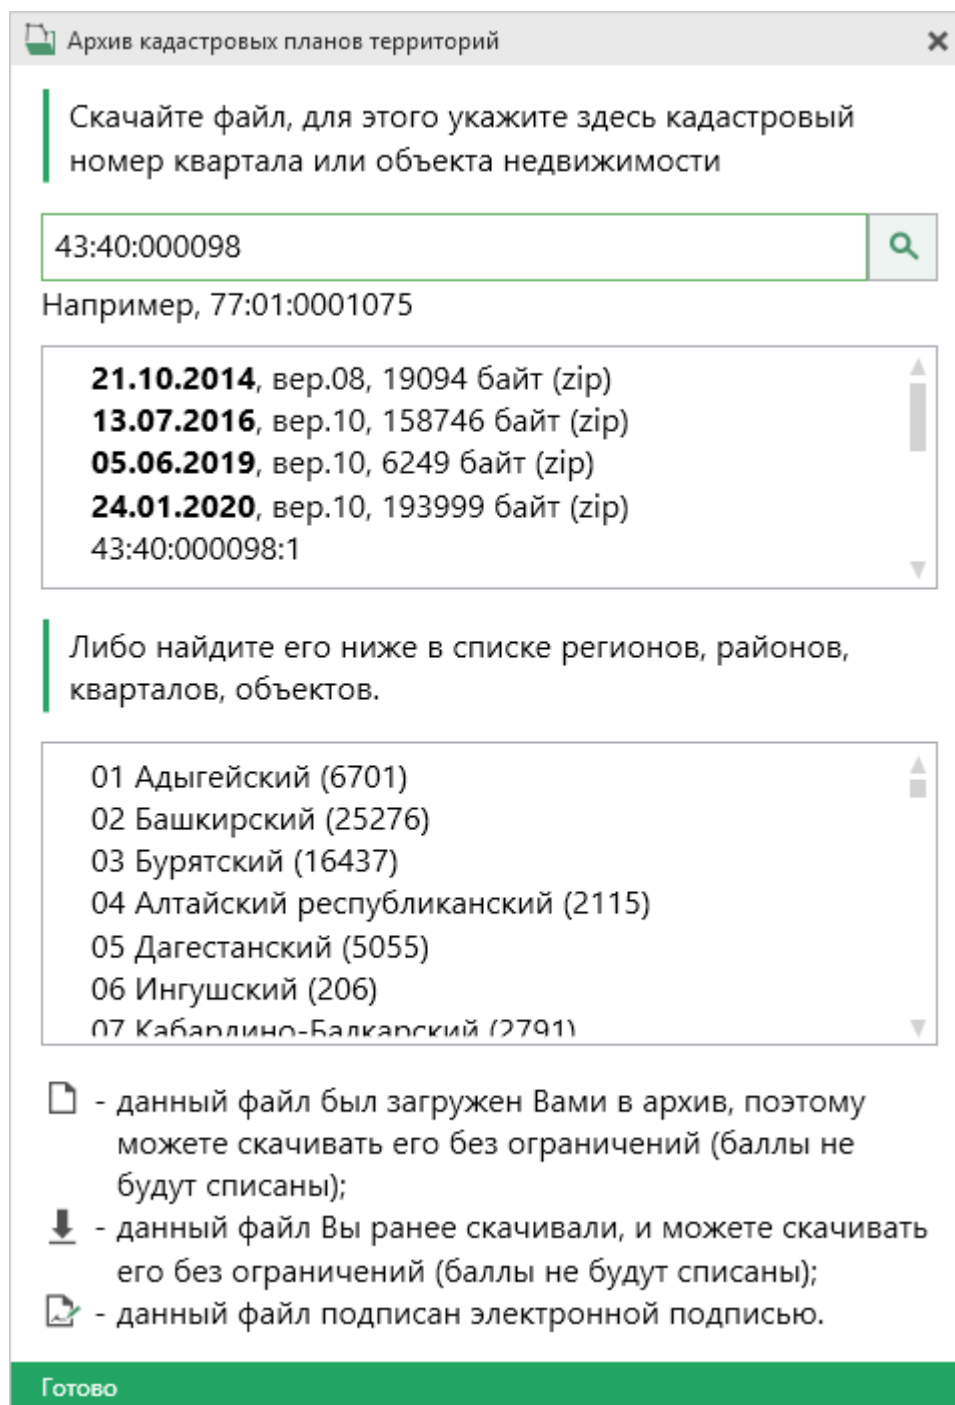 Архив кадастровых планов территорий
Скачайте файл, для этого укажите здесь кадастровый
номер квартала или объекта недвижимости
43:40:000098
Например, 77:01:0001075
21.10.2014, вер.08, 19094 байт (zip)
13.07.2016, вер.10, 158746 байт (zip)
05.06.2019, вер.10, 6249 байт (zip)
24.01.2020, вер.10, 193999 байт (zip)
43:40:000098:1
Либо найдите его ниже в списке регионов, районов,
кварталов, объектов.
01 Адыгейский (6701)
02 Башкирский (25276)
03 Бурятский (16437)
04 Алтайский республиканский (2115)
05 Дагестанский (5055)
06 Ингушский (206)
07 Кабардино-Балкарский (2791)
- данный файл был загружен Вами в архив, поэтому
можете скачивать его без ограничений (баллы не
будут списаны);
- данный файл Вы ранее скачивали, и можете скачивать
его без ограничений (баллы не будут списаны);
- данный файл подписан электронной подписью.
Готово